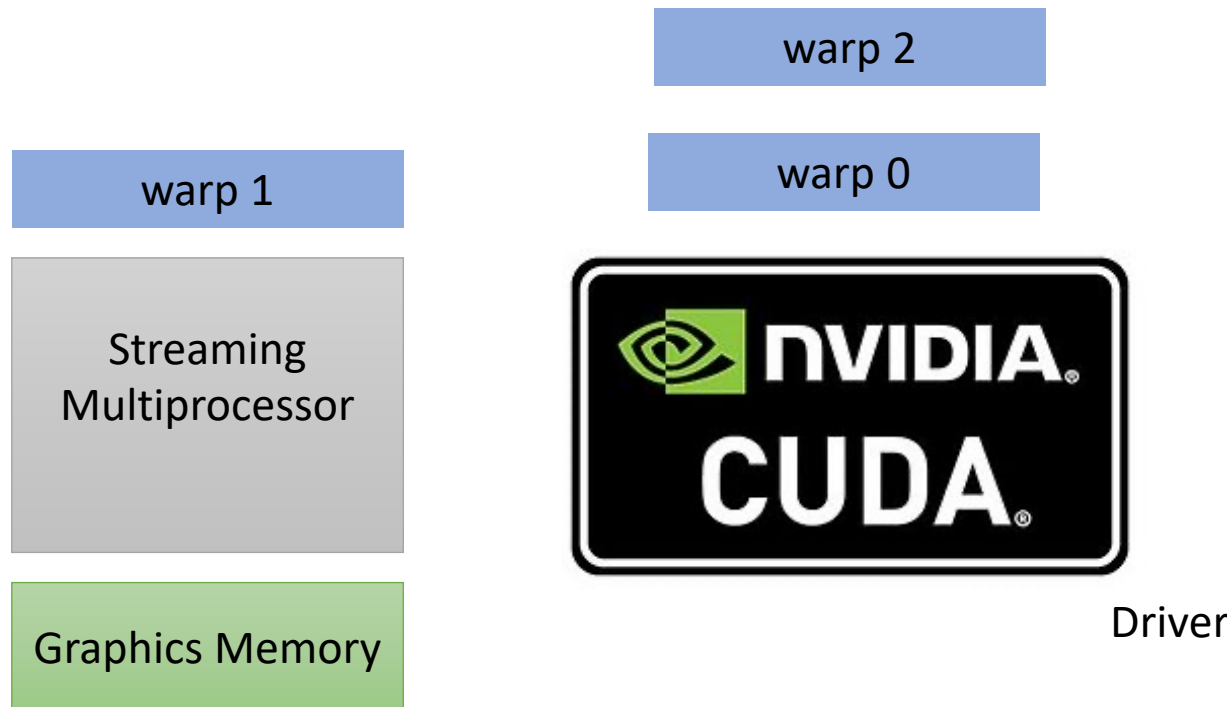 warp 2
warp 0
warp 1
Streaming
Multiprocessor
Graphics Memory
NVIDIA®
CUDA®
Driver